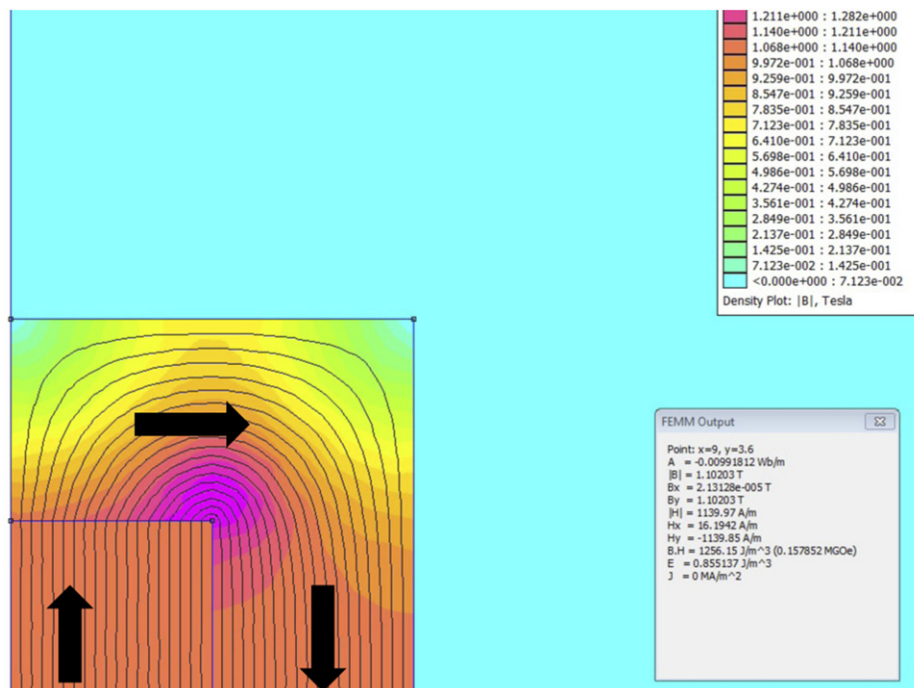 1.211e+000 : 1.282e+000
1.140e+000 : 1.211e+000
1.068e+000 : 1.140e+000
9.972e-001 : 1.068e+000
9.259e-001 : 9.972e-001
8.547e-001 : 9.259e-001
7.835e-001 : 8.547e-001
7.123e-001 : 7.835e-001
6.410e-001 : 7.123e-001
5.698e-001 : 6.410e-001
4.986e-001 : 5.698e-001
4.274e-001 : 4.986e-001
3.561e-001 : 4.274e-001
2.849e-001 : 3.561e-001
2.137e-001 : 2.849e-001
1.425e-001 : 2.137e-001
7.123e-002 : 1.425e-001
<0.000e+000 : 7.123e-002
Density Plot: |B|, Tesla
FEMM Output
Point: x=9, y=3.6
A = -0.00991812 Wb/m
|B| = 1.10203 T
Bx = 2.13128e-005 T
By = 1.10203 T
|H| = 1139.97 A/m
Hx = 16.1942 A/m
Hy = -1139.85 A/m
B.H = 1256.15 J/m^3 (0.157852 MGOe)
E = 0.855137 J/m^3
J = 0 MA/m^2